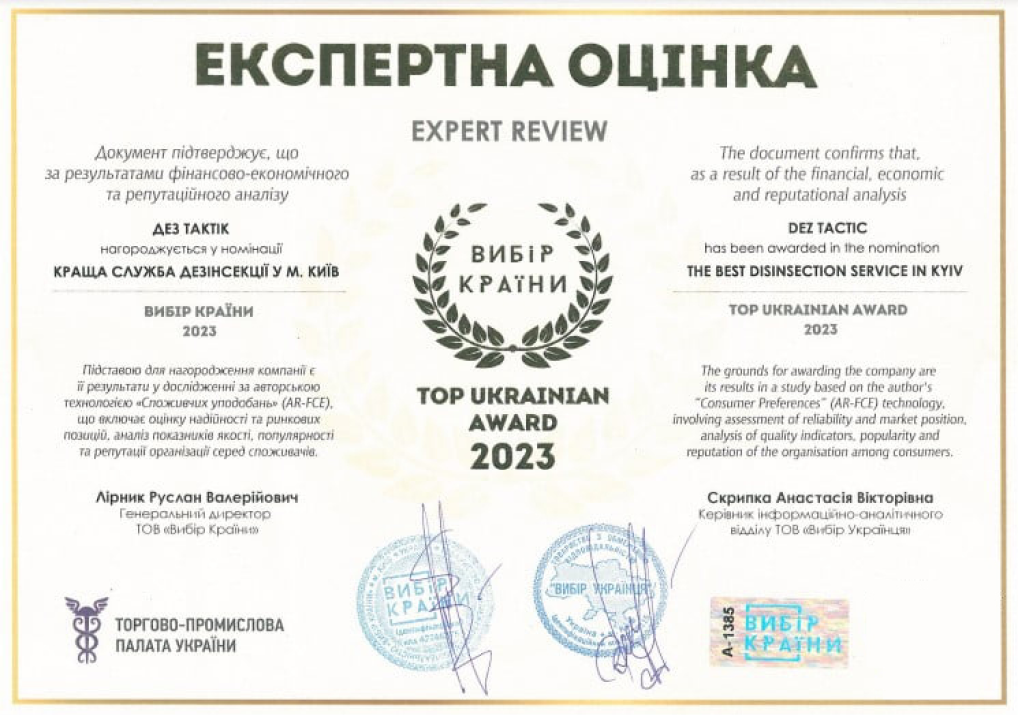 ЕКСПЕРТНА ОЦІНКА
EXPERT REVIEW
Документ підтверджує, що
за результатами фінансово-економічного
та репутаційного аналізу
ДЕЗ ТАКТІК
нагороджується у номінації
КРАЩА СЛУЖБА ДЕЗІНСЕКЦІЇ У М. КИЇВ
ВИБІР КРАЇНИ
2023
Підставою для нагородження компанії є
її результати у дослідженні за авторською
технологією «Споживчих уподобань» (AR-FCE),
що включає оцінку надійності та ринкових
позицій, аналіз показників якості, популярності
та репутації організації серед споживачів.
Лірник Руслан Валерійович
Генеральний директор
ТОВ «Вибір Країни»
ВИБІР
КРАЇНИ
TOP UKRAINIAN
AWARD
2023
The document confirms that,
as a result of the financial, economic
and reputational analysis
DEZ TACTIC
has been awarded in the nomination
THE BEST DISINSECTION SERVICE IN KYIV
TOP UKRAINIAN AWARD
2023
The grounds for awarding the company are
its results in a study based on the author's
"Consumer Preferences" (AR-FCE) technology,
involving assessment of reliability and market position,
analysis of quality indicators, popularity and
reputation of the organisation among consumers.
Скрипка Анастасія Вікторівна
Керівник інформаційно-аналітичного
відділу ТОВ «Вибір Українця»
ТОРГОВО-ПРОМИСЛОВА
ПАЛАТА УКРАЇНИ
ВИБІР
КРАЇНИ
"ВИБІР УКРАЇНЦЯ"
Україна
A-1385
ВИБІР
КРАЇНИ